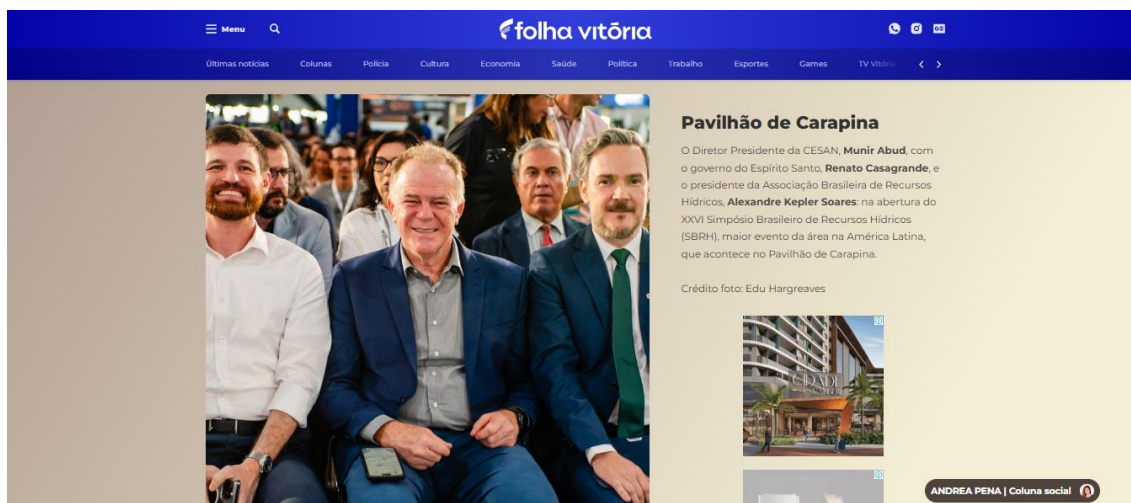 Menu
folha vitória
Últimas notícias Colunas Polícia Cultura Economia Saúde Política Trabalho Esportes Games TV Vitória
Pavilhão de Carapina
O Diretor Presidente da CESAN, Munir Abud, com
o governo do Espírito Santo, Renato Casagrande, e
o presidente da Associação Brasileira de Recursos
Hídricos, Alexandre Kepler Soares: na abertura do
XXVI Simpósio Brasileiro de Recursos Hídricos
(SBRH), maior evento da área na América Latina,
que acontece no Pavilhão de Carapina.
Crédito foto: Edu Hargreaves
CIDADE
ANDREA PENA | Coluna social